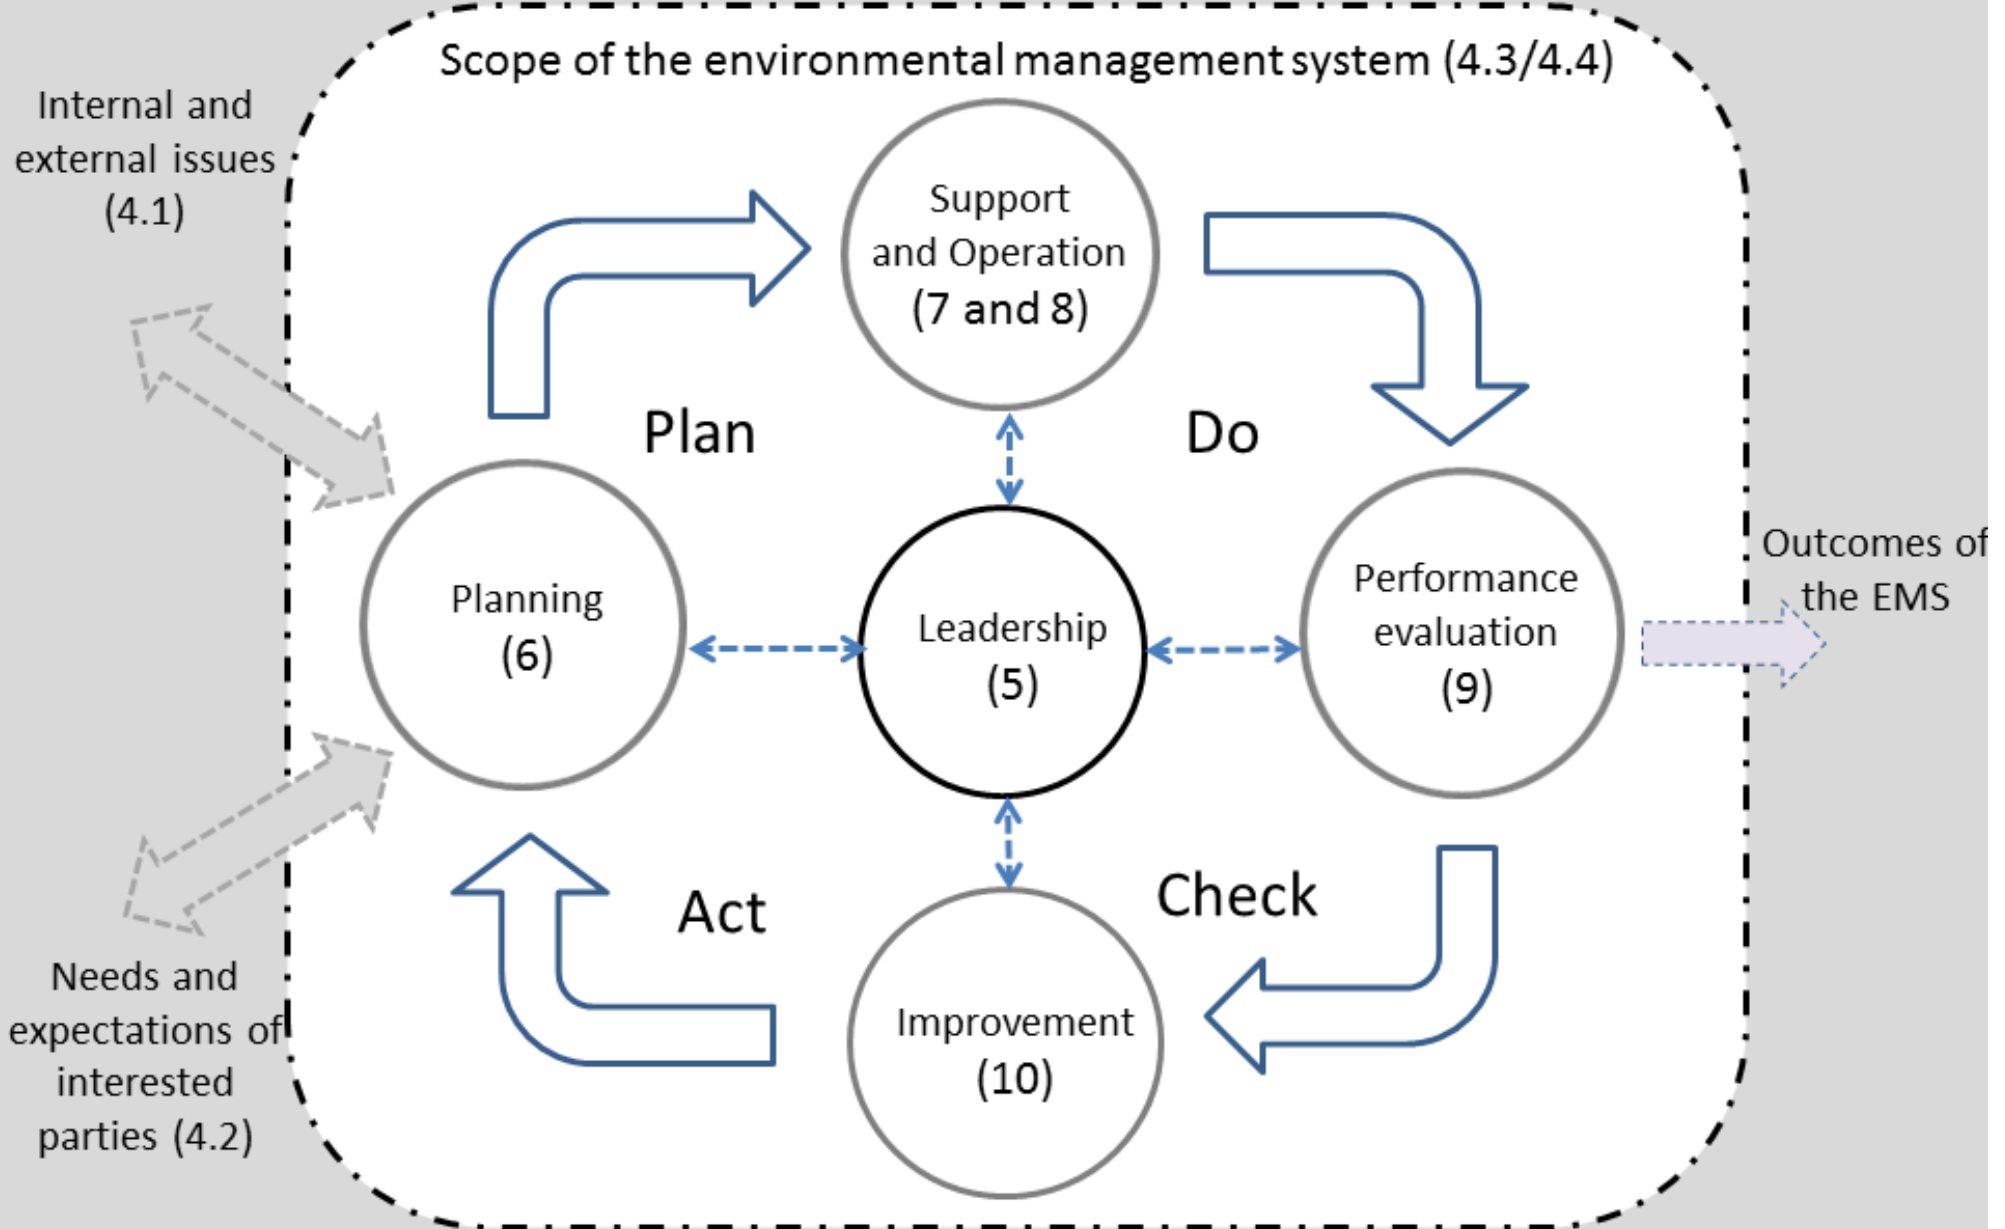 Scope of the environmental management system (4.3/4.4)
Internal and
external issues
(4.1)
Support
and Operation
(7 and 8)
Plan
Do
Planning
(6)
Leadership
(5)
Performance
evaluation
(9)
Outcomes of
the EMS
Act
Check
Improvement
(10)
Needs and
expectations of
interested
parties (4.2)